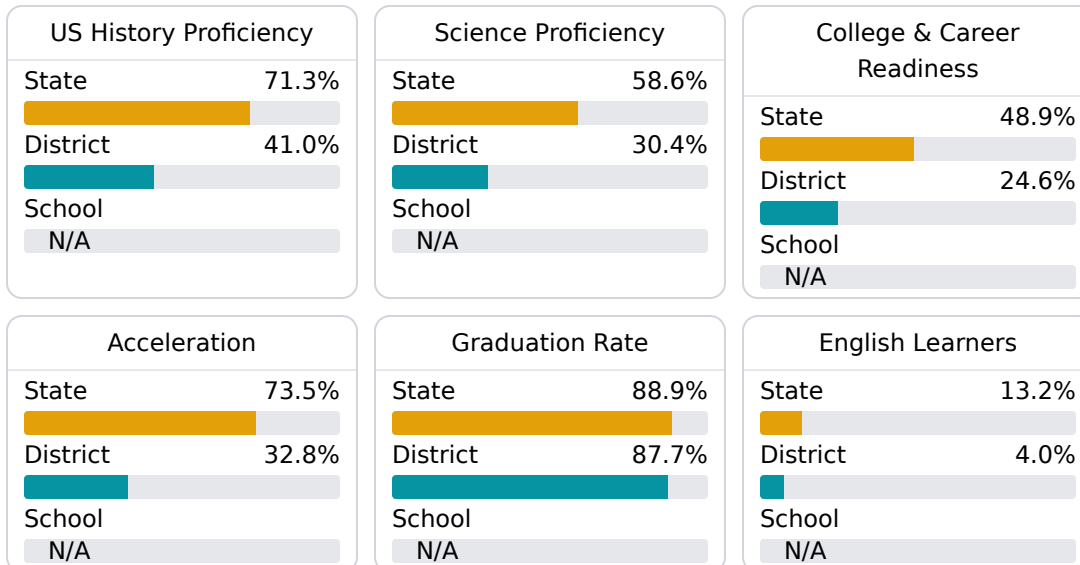 US History Proficiency
State 71.3%
District 41.0%
School
N/A
Science Proficiency
State 58.6%
District 30.4%
School
N/A
College & Career
Readiness
State 48.9%
District 24.6%
School
N/A
Acceleration
State 73.5%
District 32.8%
School
N/A
Graduation Rate
State 88.9%
District 87.7%
School
N/A
English Learners
State 13.2%
District 4.0%
School
N/A